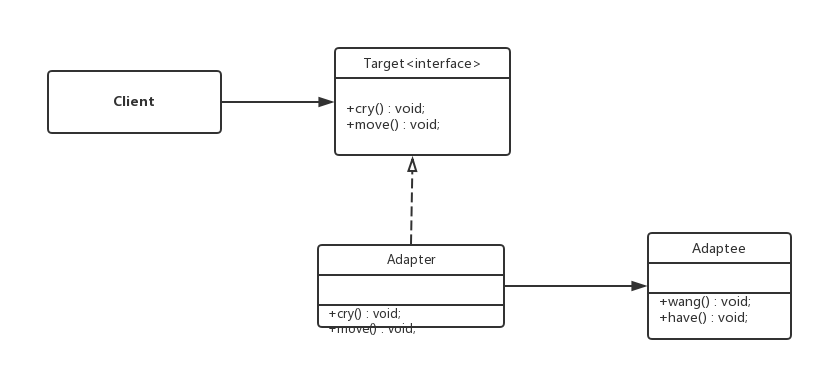 Target<interface>
Client
+cry() : void;
+move() : void;
Adapter
+cry() : void;
+move() : void;
Adaptee
+wang() : void;
+have() : void;